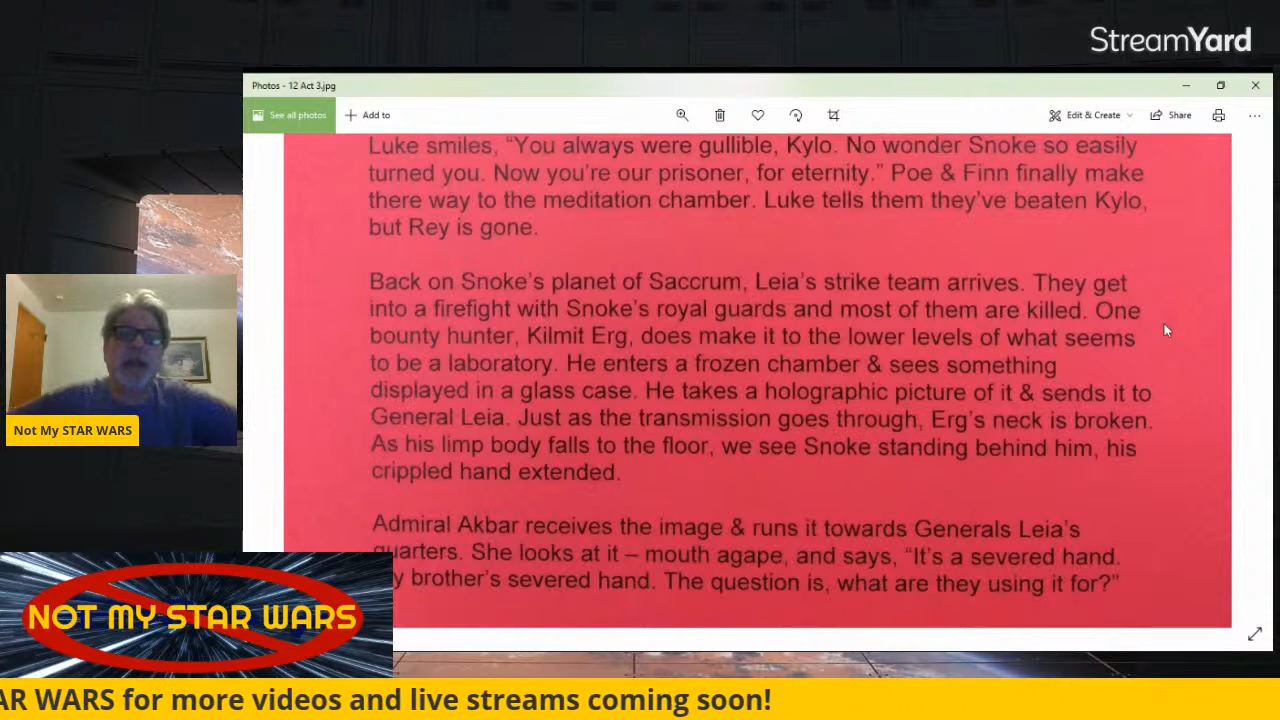 StreamYard
Photos - 12 Act 3.jpg
See all photos
Add to
Edit & Create
Share
Luke smiles, “You always were gullible, Kylo. No wonder Snoke so easily
turned you. Now you’re our prisoner, for eternity.” Poe & Finn finally make
there way to the meditation chamber. Luke tells them they’ve beaten Kylo,
but Rey is gone.
Back on Snoke’s planet of Saccrum, Leia’s strike team arrives. They get
into a firefight with Snoke’s royal guards and most of them are killed. One
bounty hunter, Kilmit Erg, does make it to the lower levels of what seems
to be a laboratory. He enters a frozen chamber & sees something
displayed in a glass case. He takes a holographic picture of it & sends it to
General Leia. Just as the transmission goes through, Erg’s neck is broken.
As his limp body falls to the floor, we see Snoke standing behind him, his
crippled hand extended.
Admiral Akbar receives the image & runs it towards Generals Leia’s
quarters. She looks at it – mouth agape, and says, “It’s a severed hand.
y brother’s severed hand. The question is, what are they using it for?”
Not My STAR WARS
NOT MY STAR WARS
AR WARS for more videos and live streams coming soon!